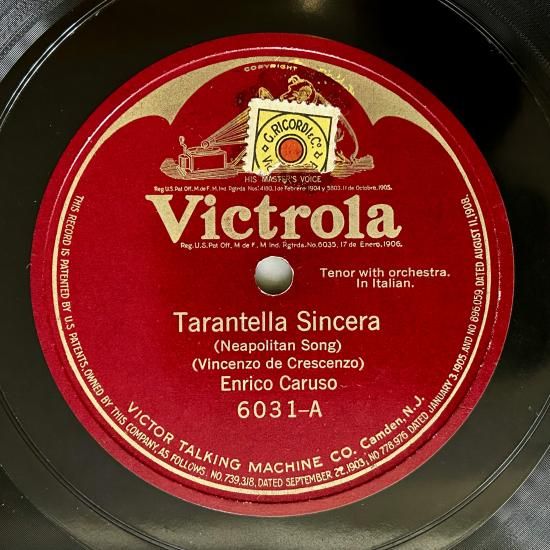 COPYRIGHT
G. RICORDI & Co.
HIS MASTER'S VOICE
Reg. U.S. Pat Off. M de F. M Ind. Rgtrda Nos. 4180, 1 de Febrero 1904 y 5803, 11 de Octubre, 1905.
Victrola
Reg. U.S. Pat Off, M de F, M Ind. Rgtrda. No. 6035, 17 de Enero, 1906.
Tenor with orchestra.
In Italian.
Tarantella Sincera
(Neapolitan Song)
(Vincenzo de Crescenzo)
Enrico Caruso
6031-A
VICTOR TALKING MACHINE CO. Camden, N.J.
THIS RECORD IS PATENTED BY U.S. PATENTS, OWNED BY THIS COMPANY, AS FOLLOWS: NO. 739,318, DATED SEPTEMBER 22, 1903; NO 778,976 DATED JANUARY 3, 1905 AND NO 896,059, DATED AUGUST 11, 1908.